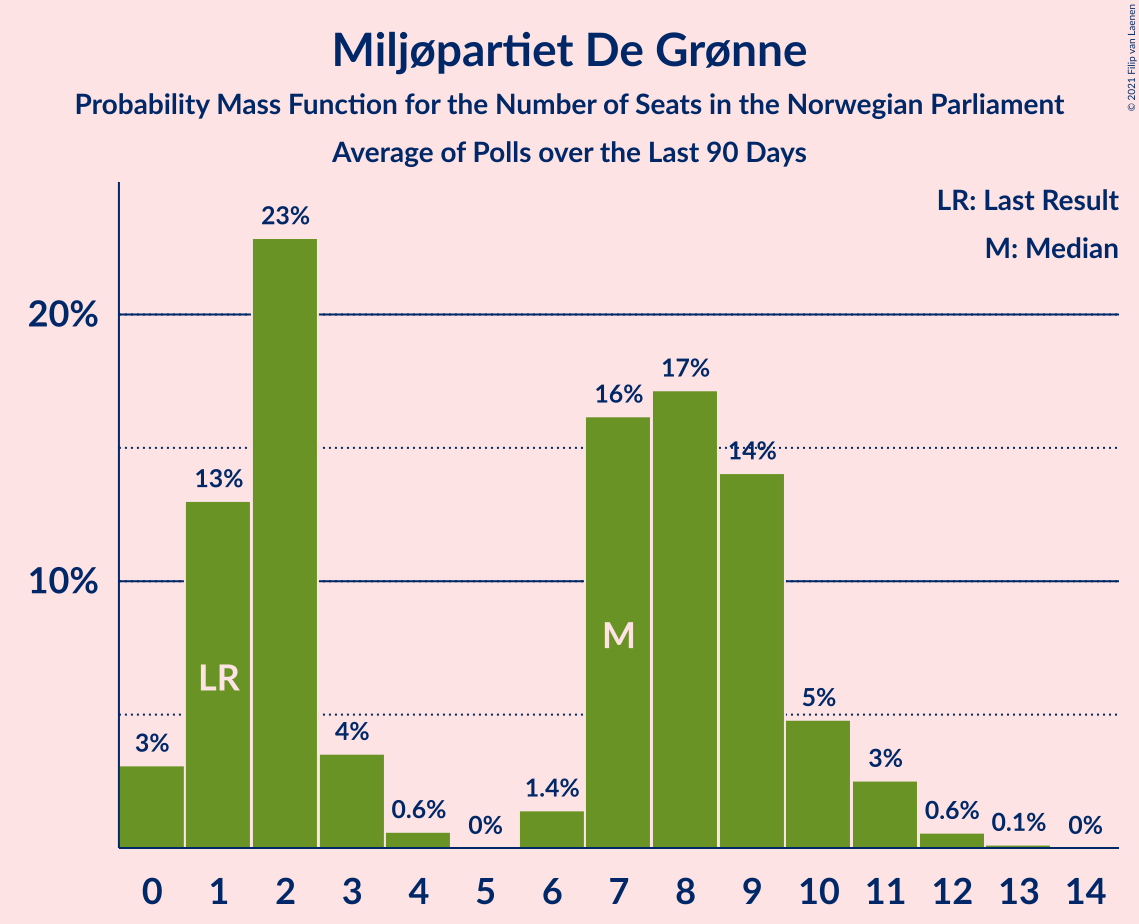 Miljøpartiet De Grønne
Probability Mass Function for the Number of Seats in the Norwegian Parliament
Average of Polls over the Last 90 Days
© 2021 Filip van Laenen
LR: Last Result
M: Median
20%
10%
3%
13%
23%
4%
0.6%
0%
1.4%
16%
17%
14%
5%
3%
0.6%
0.1%
0%
LR
M
0 1 2 3 4 5 6 7 8 9 10 11 12 13 14